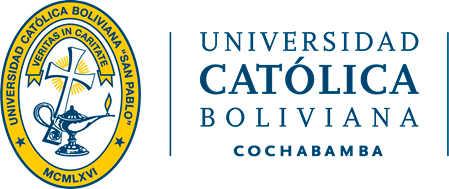 UNIVERSIDAD CATÓLICA BOLIVIANA "SAN PABLO"
VERITAS IN CARITATE
MCMLXVI
UNIVERSIDAD
CATÓLICA
BOLIVIANA
COCHABAMBA